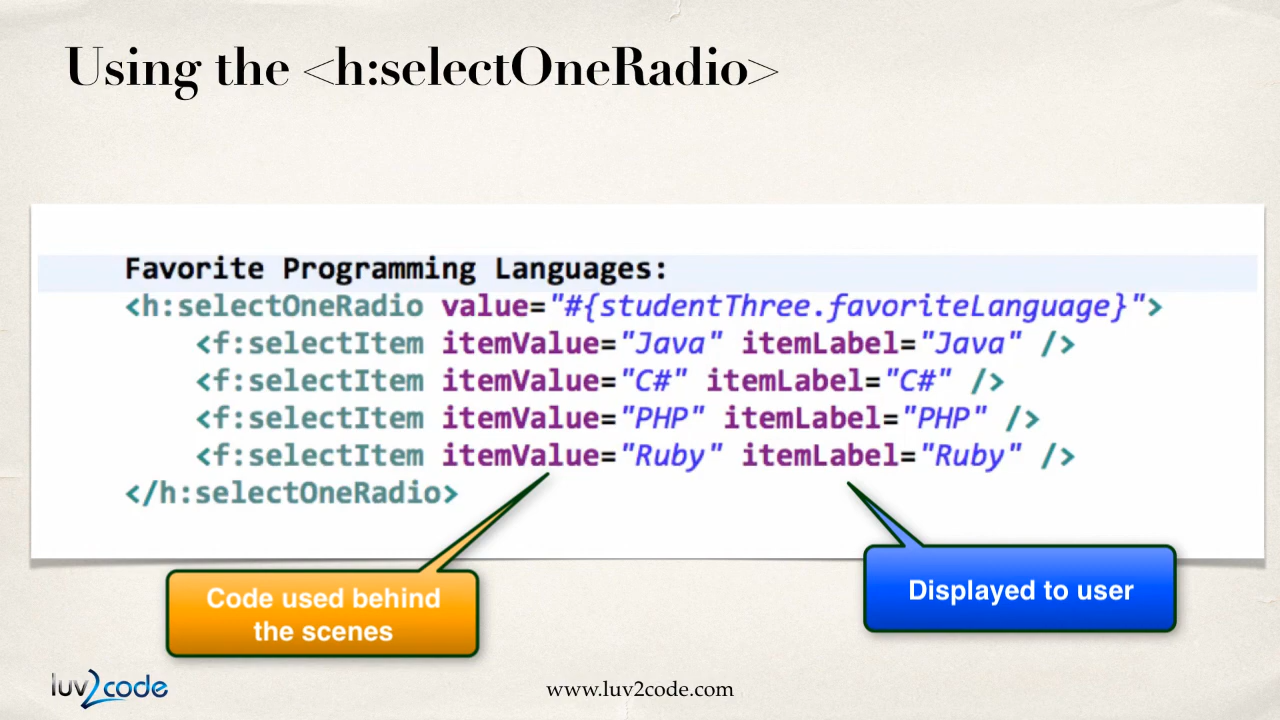 Using the <h:selectOneRadio>
Favorite Programming Languages:
<h:selectOneRadio value="#{studentThree.favoriteLanguage}">
<f:selectItem itemValue="Java" itemLabel="Java" />
<f:selectItem itemValue="C#" itemLabel="C#" />
<f:selectItem itemValue="PHP" itemLabel="PHP" />
<f:selectItem itemValue="Ruby" itemLabel="Ruby" />
</h:selectOneRadio>
Code used behind
the scenes
Displayed to user
luv2code
www.luv2code.com